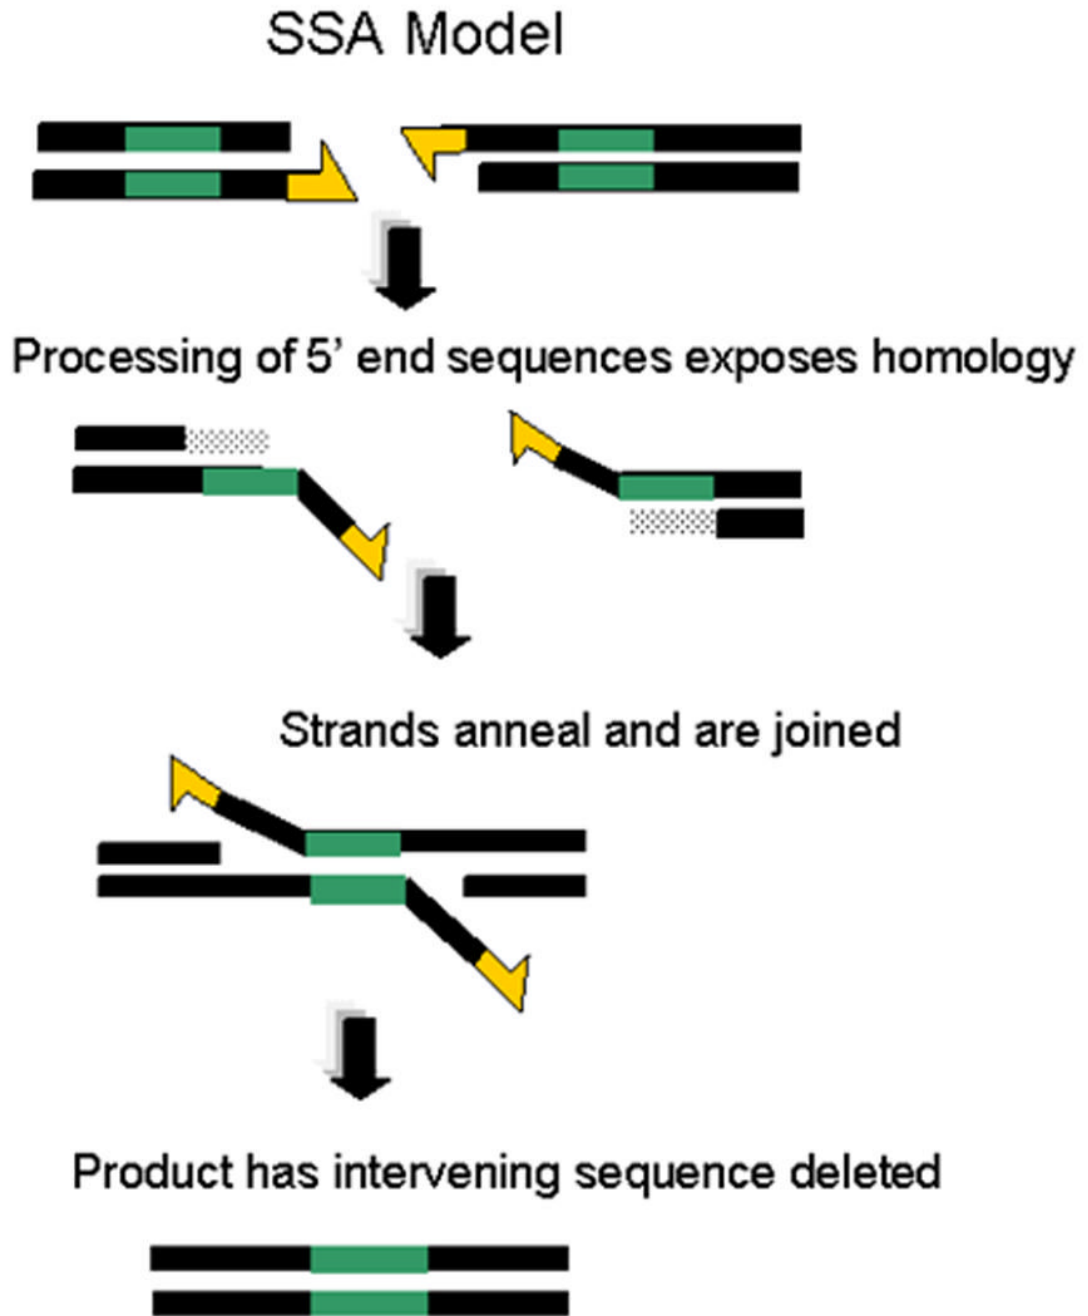 SSA Model
Processing of 5’ end sequences exposes homology
Strands anneal and are joined
Product has intervening sequence deleted